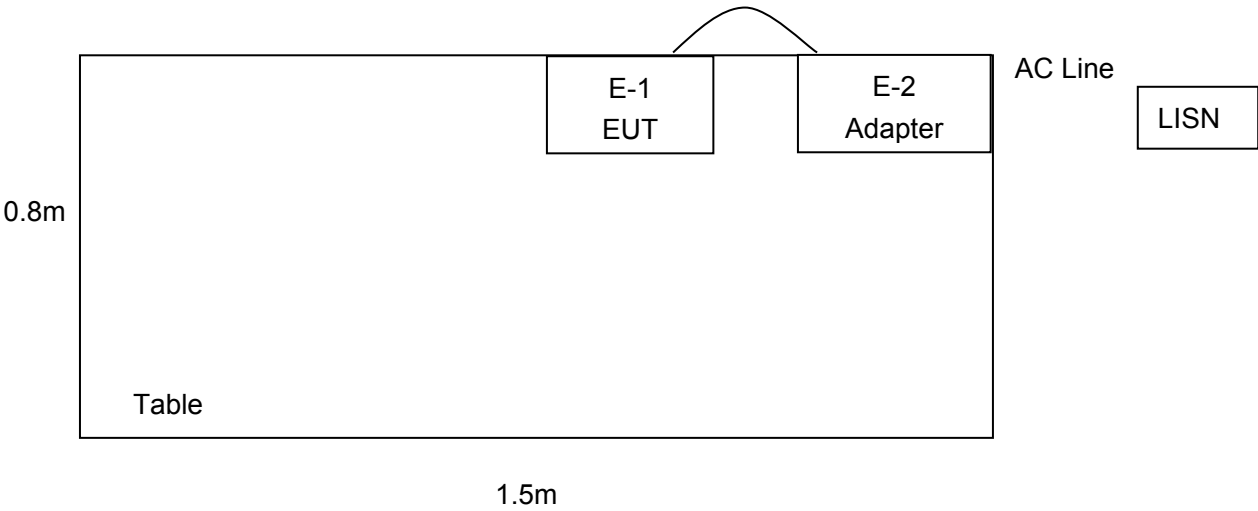 E-1
EUT
E-2
Adapter
AC Line
LISN
0.8m
Table
1.5m